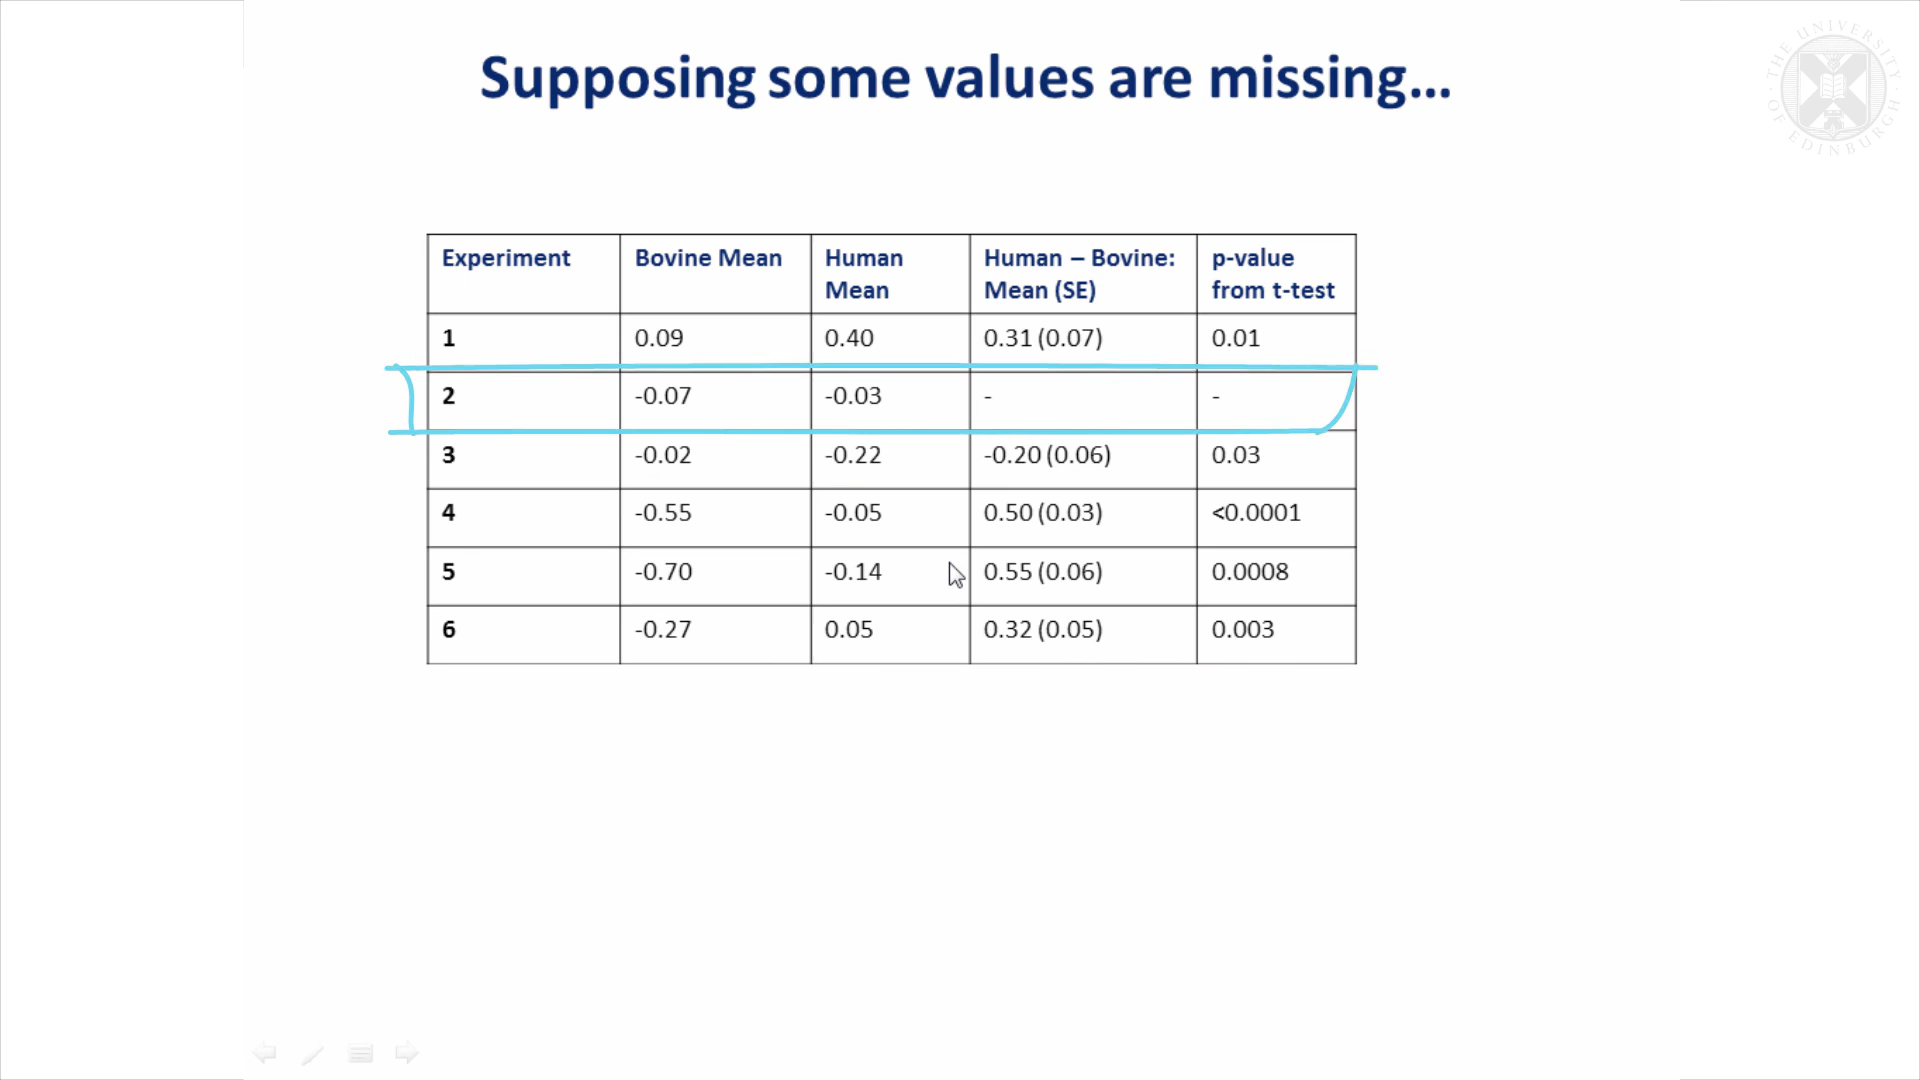 Supposing some values are missing...
THE UNIVERSITY OF EDINBURGH
Experiment Bovine Mean Human Mean Human – Bovine: Mean (SE) p-value from t-test
1 0.09 0.40 0.31 (0.07) 0.01
2 -0.07 -0.03 - -
3 -0.02 -0.22 -0.20 (0.06) 0.03
4 -0.55 -0.05 0.50 (0.03) <0.0001
5 -0.70 -0.14 0.55 (0.06) 0.0008
6 -0.27 0.05 0.32 (0.05) 0.003